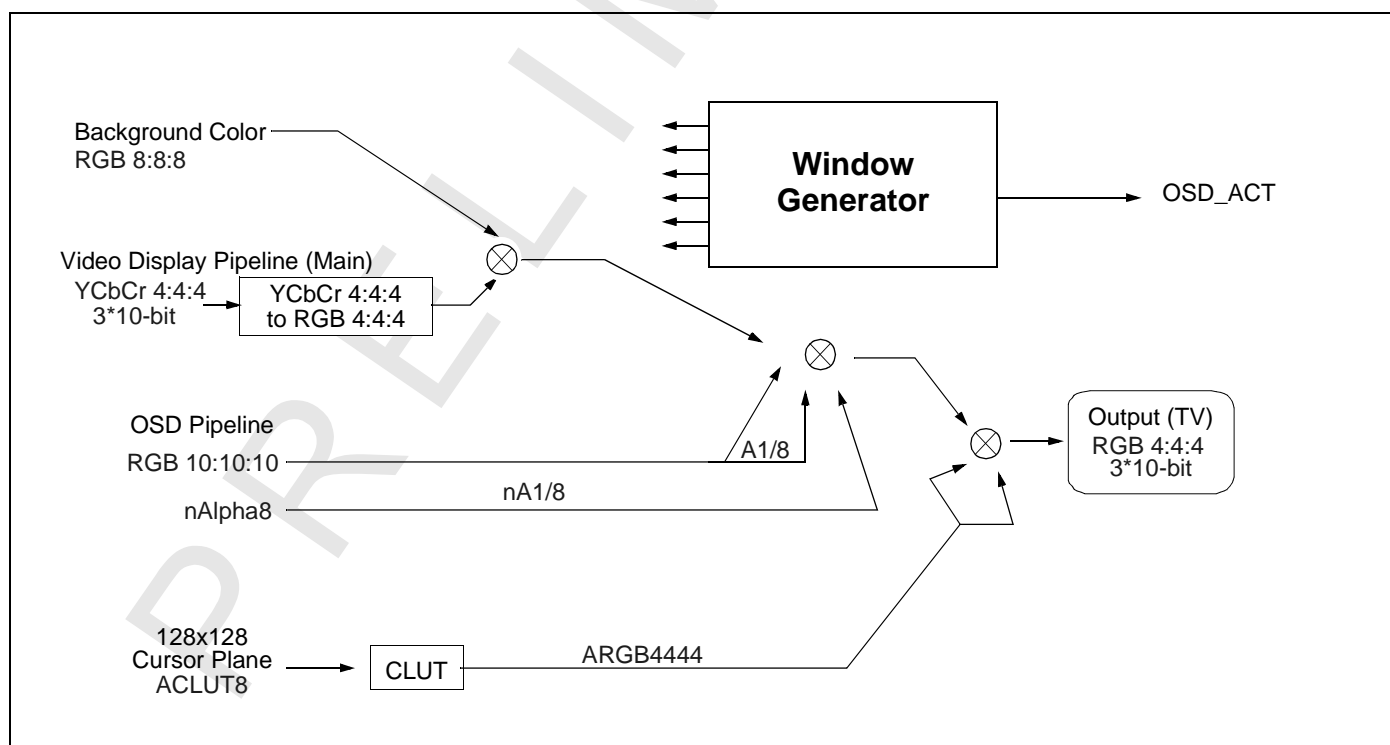 Background Color
RGB 8:8:8
Window
Generator
OSD_ACT
Video Display Pipeline (Main)
YCbCr 4:4:4
3*10-bit
YCbCr 4:4:4
to RGB 4:4:4
OSD Pipeline
RGB 10:10:10
A1/8
nA1/8
nAlpha8
Output (TV)
RGB 4:4:4
3*10-bit
128x128
Cursor Plane
ACLUT8
CLUT
ARGB4444
PRELIM